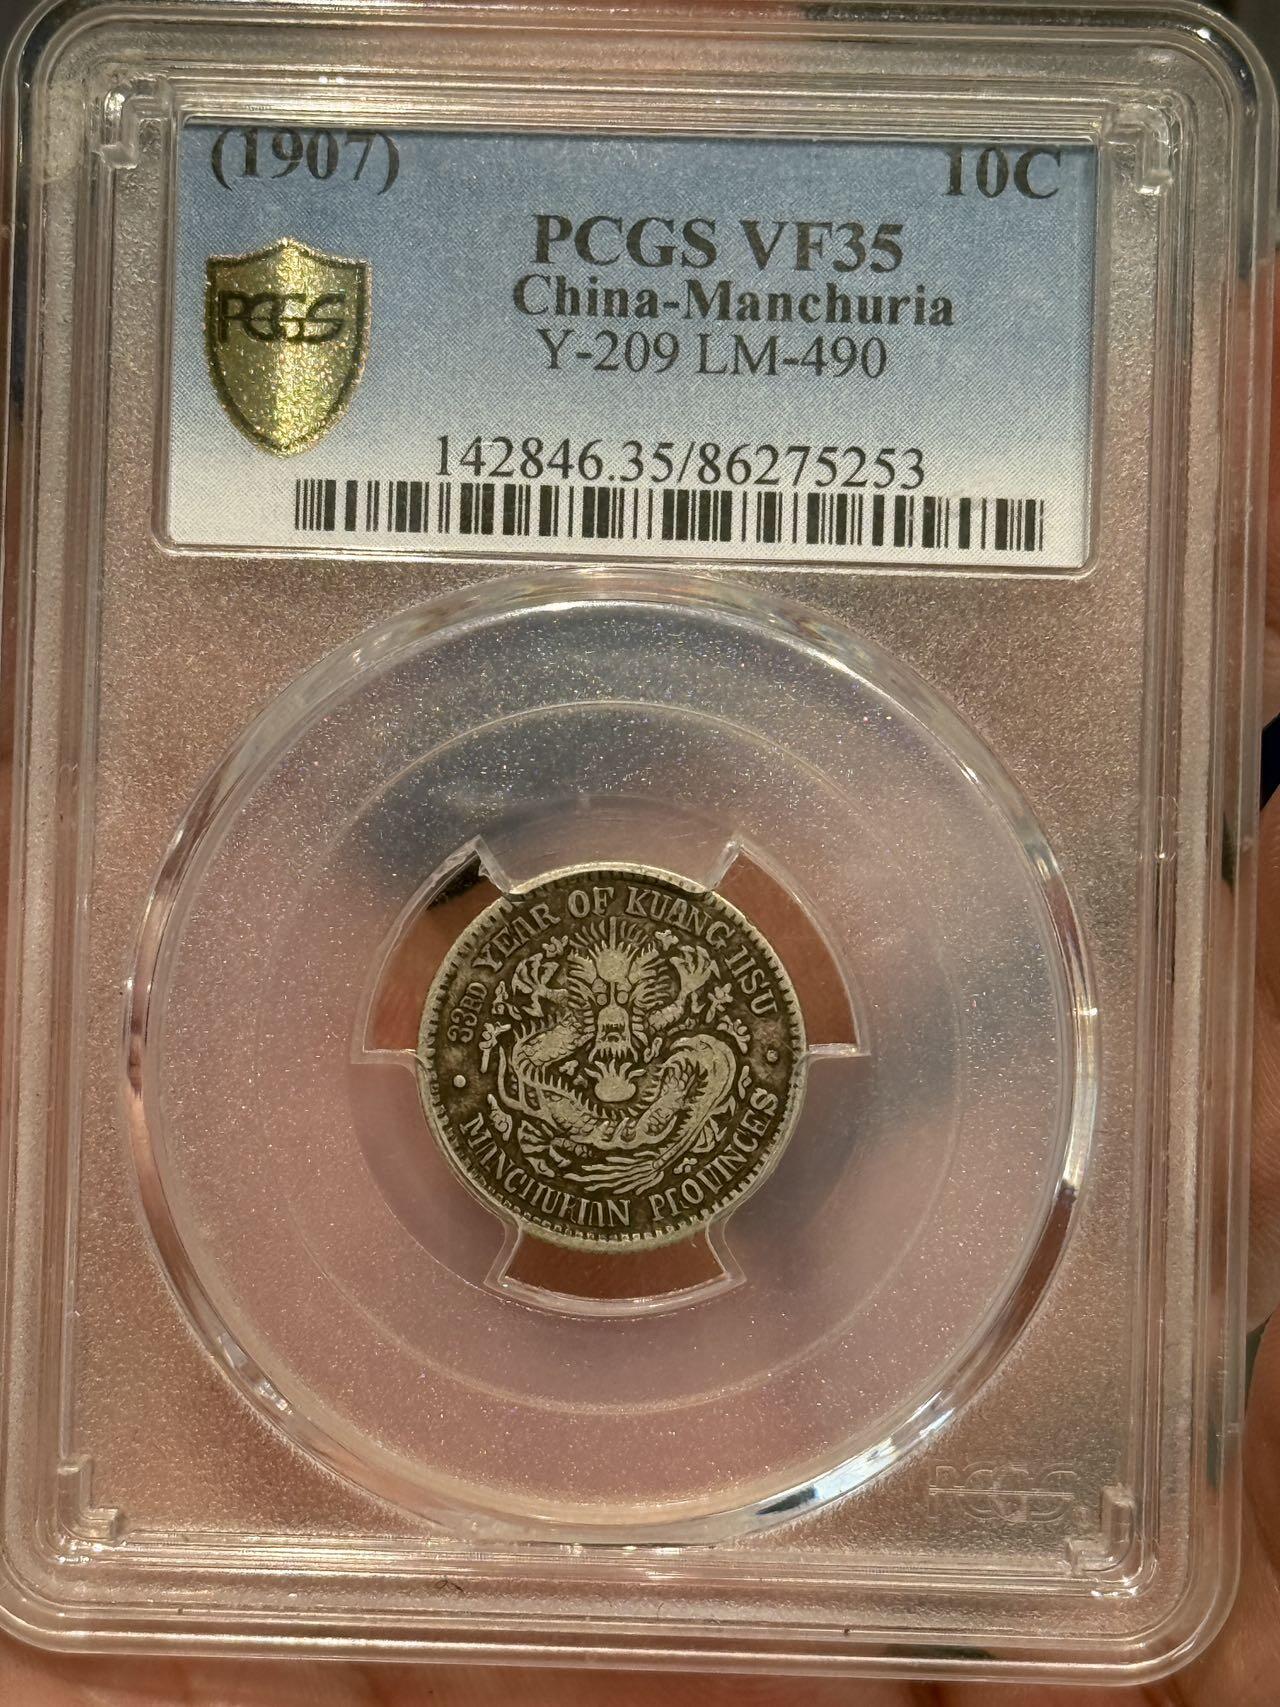 (1907) 10C
PCGS VF35
China-Manchuria
PCGS
Y-209 LM-490
142846.35/86275253
33RD YEAR OF KUANG HSU
MANCHURIAN PROVINCES
PCGS